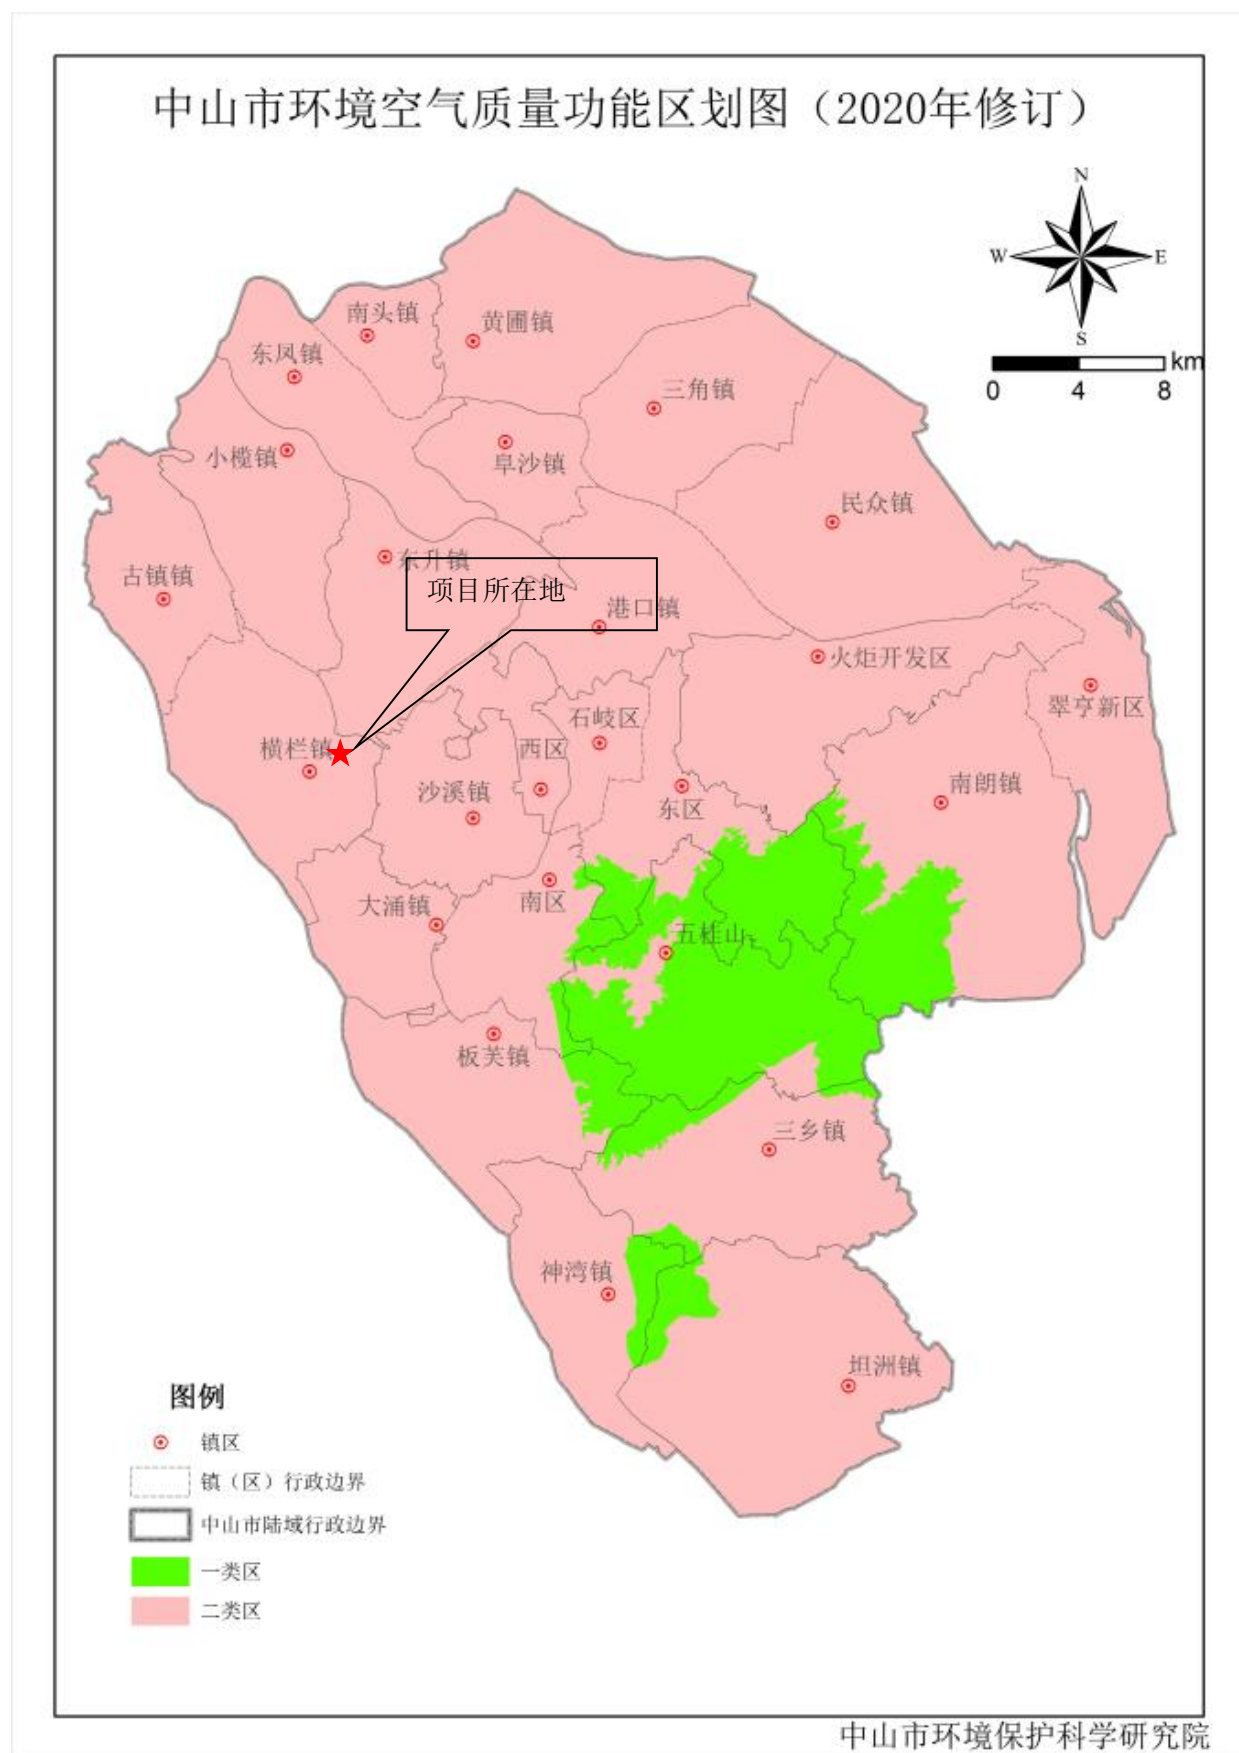 中山市环境空气质量功能区划图（2020年修订）
N
W
E
S
km
0 4 8
南头镇
黄圃镇
东凤镇
三角镇
小榄镇
阜沙镇
民众镇
东升镇
古镇镇
项目所在地
港口镇
火炬开发区
翠亨新区
石岐区
横栏镇
西区
沙溪镇
东区
南朗镇
大涌镇
南区
五桂山
板芙镇
三乡镇
神湾镇
坦洲镇
图例
镇区
镇（区）行政边界
中山市陆域行政边界
一类区
二类区
中山市环境保护科学研究院